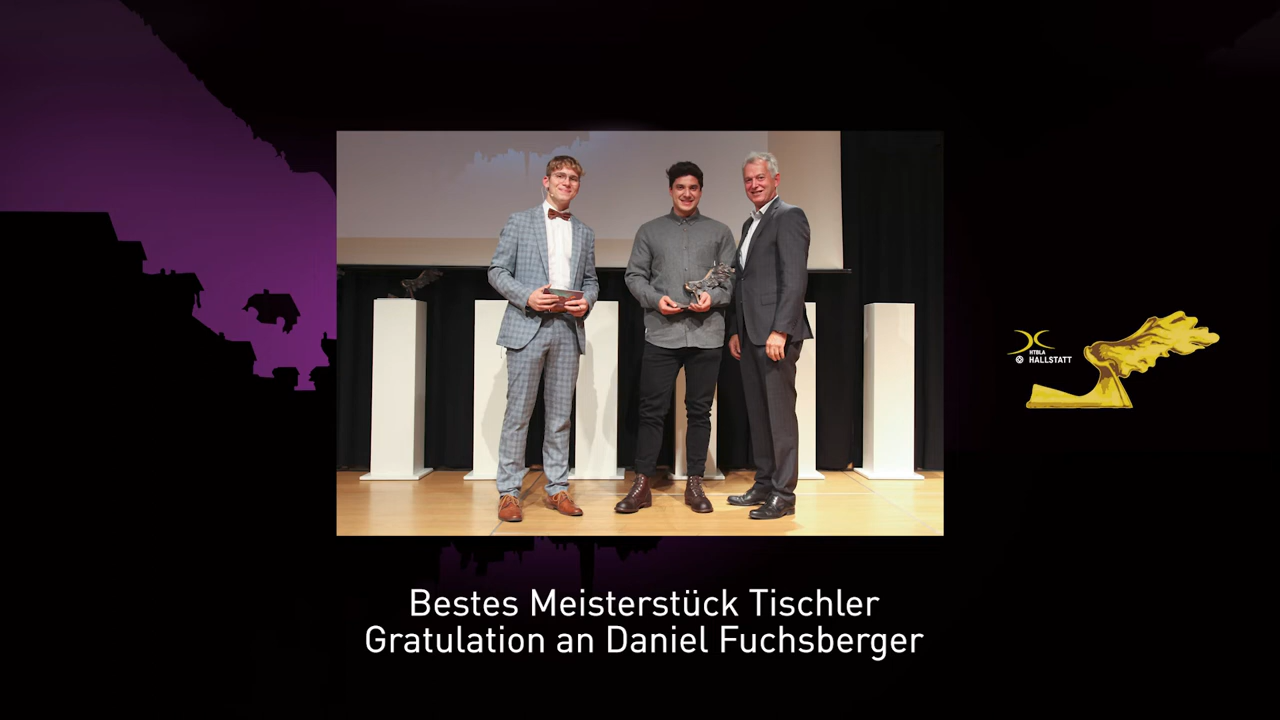 HTBLA
HALLSTATT
Bestes Meisterstück Tischler
Gratulation an Daniel Fuchsberger